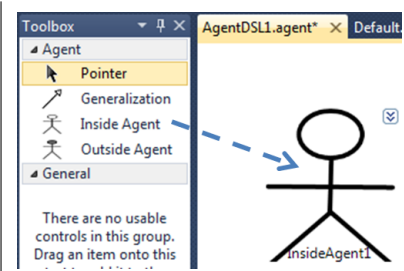 Toolbox
AgentDSL1.agent*
Default.
Agent
Pointer
Generalization
Inside Agent
Outside Agent
General
There are no usable
controls in this group.
Drag an item onto this
InsideAgent1